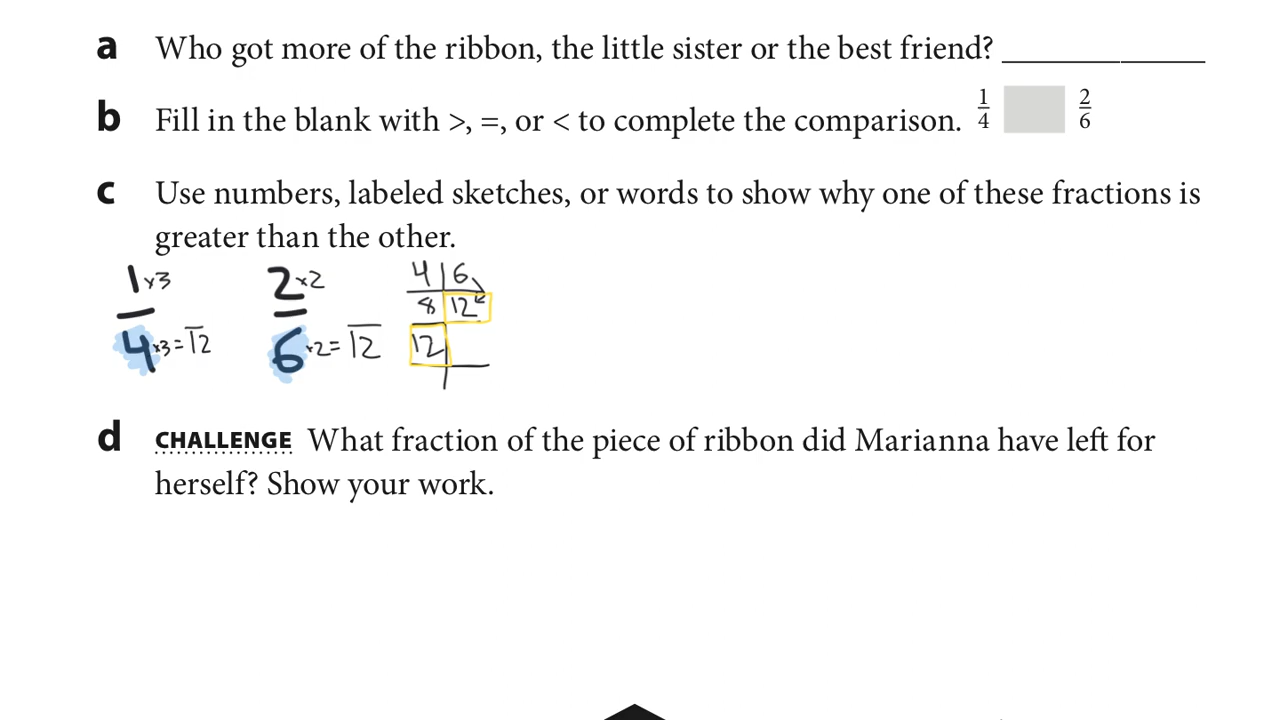 a Who got more of the ribbon, the little sister or the best friend? ____________
b Fill in the blank with >, =, or < to complete the comparison. 1/4 2/6
c Use numbers, labeled sketches, or words to show why one of these fractions is
greater than the other.
1 ×3 2 ×2 4 6
8 12
4 ×3 = 12 6 ×2 = 12 12
d CHALLENGE What fraction of the piece of ribbon did Marianna have left for
herself? Show your work.